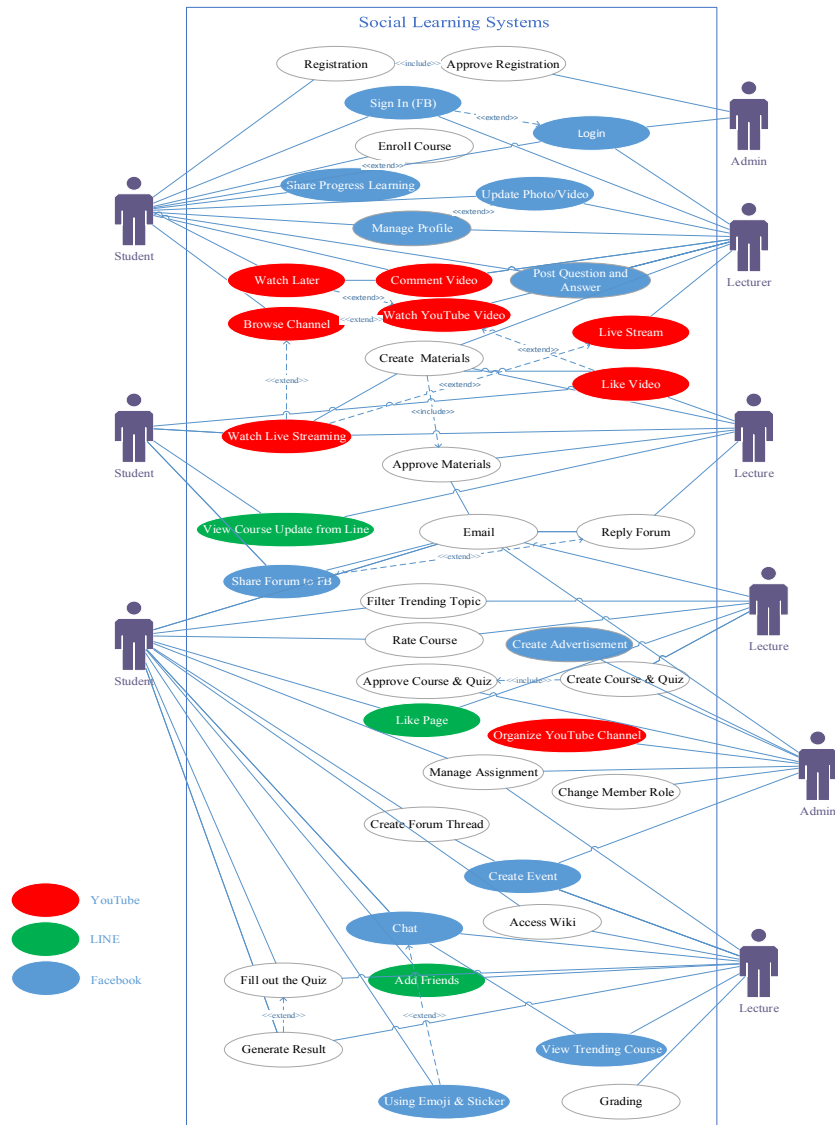 Social Learning Systems
Registration
<<include>>
Approve Registration
Sign In (FB)
<<extend>>
Login
Admin
Enroll Course
<<extend>>
Share Progress Learning
Update Photo/Video
<<extend>>
Manage Profile
Student
Lecturer
Watch Later
Comment Video
Post Question and
Answer
<<extend>>
Watch YouTube Video
Browse Channel
<<extend>>
Live Stream
<<extend>>
Create Materials
<<extend>>
<<extend>>
Like Video
<<include>>
Watch Live Streaming
Student
Lecture
Approve Materials
View Course Update from Line
Email
Reply Forum
<<extend>>
Share Forum to FB
Filter Trending Topic
Rate Course
Create Advertisement
Lecture
Student
Approve Course & Quiz
<<include>>
Create Course & Quiz
Like Page
Organize YouTube Channel
Manage Assignment
Change Member Role
Admin
Create Forum Thread
Create Event
YouTube
Access Wiki
Chat
LINE
Facebook
Fill out the Quiz
Add Friends
Lecture
<<extend>>
<<extend>>
Generate Result
View Trending Course
Using Emoji & Sticker
Grading